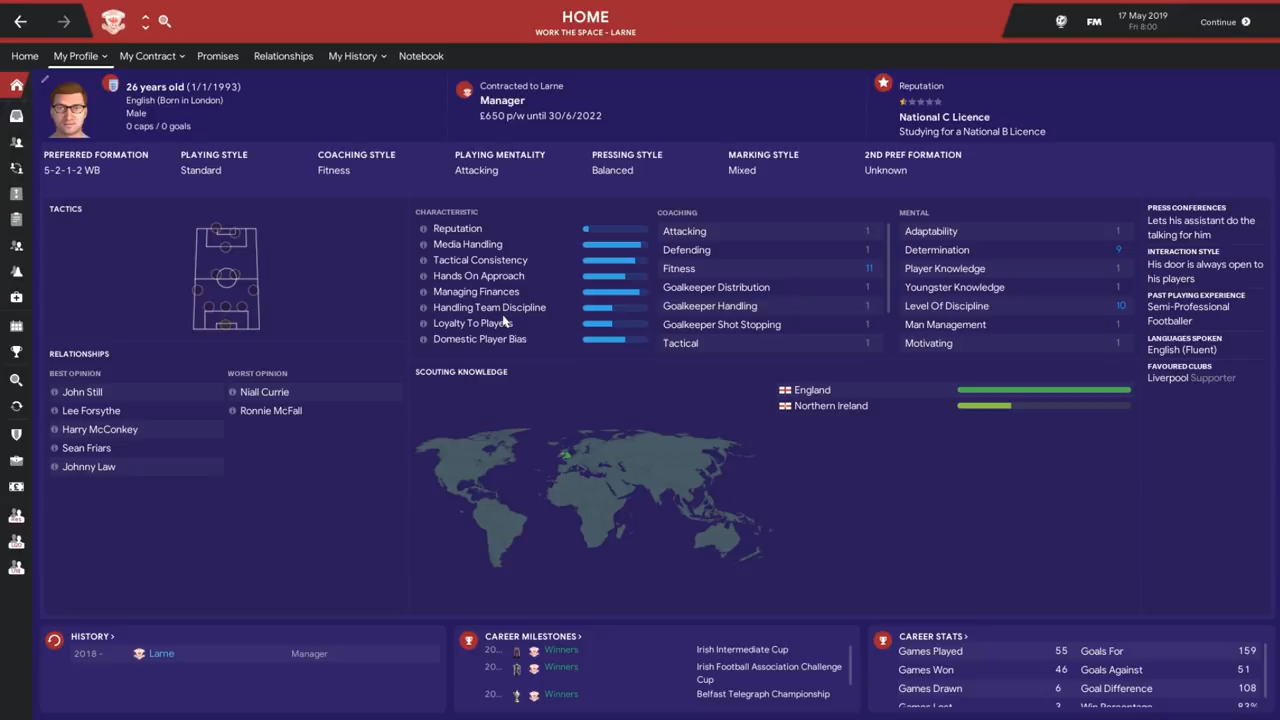 HOME
WORK THE SPACE - LARNE
FM
17 May 2019
Fri 8:00
Continue
Home
My Profile
My Contract
Promises
Relationships
My History
Notebook
26 years old (1/1/1993)
English (Born in London)
Male
0 caps / 0 goals
Contracted to Larne
Manager
£650 p/w until 30/6/2022
Reputation
National C Licence
Studying for a National B Licence
PREFERRED FORMATION
5-2-1-2 WB
PLAYING STYLE
Standard
COACHING STYLE
Fitness
PLAYING MENTALITY
Attacking
PRESSING STYLE
Balanced
MARKING STYLE
Mixed
2ND PREF FORMATION
Unknown
TACTICS
RELATIONSHIPS
BEST OPINION
John Still
Lee Forsythe
Harry McConkey
Sean Friars
Johnny Law
WORST OPINION
Niall Currie
Ronnie McFall
CHARACTERISTIC
Reputation
Media Handling
Tactical Consistency
Hands On Approach
Managing Finances
Handling Team Discipline
Loyalty To Players
Domestic Player Bias
COACHING
Attacking 1
Defending 1
Fitness 11
Goalkeeper Distribution 1
Goalkeeper Handling 1
Goalkeeper Shot Stopping 1
Tactical 1
MENTAL
Adaptability 1
Determination 9
Player Knowledge 1
Youngster Knowledge 1
Level Of Discipline 10
Man Management 1
Motivating 1
SCOUTING KNOWLEDGE
England
Northern Ireland
PRESS CONFERENCES
Lets his assistant do the
talking for him
INTERACTION STYLE
His door is always open to
his players
PAST PLAYING EXPERIENCE
Semi-Professional
Footballer
LANGUAGES SPOKEN
English (Fluent)
FAVOURED CLUBS
Liverpool Supporter
HISTORY >
2018 - Larne Manager
CAREER MILESTONES >
20... Winners Irish Intermediate Cup
20... Winners Irish Football Association Challenge
Cup
20... Winners Belfast Telegraph Championship
CAREER STATS >
Games Played 55 Goals For 159
Games Won 46 Goals Against 51
Games Drawn 6 Goal Difference 108
Games Lost 3 Win Percentage 83%